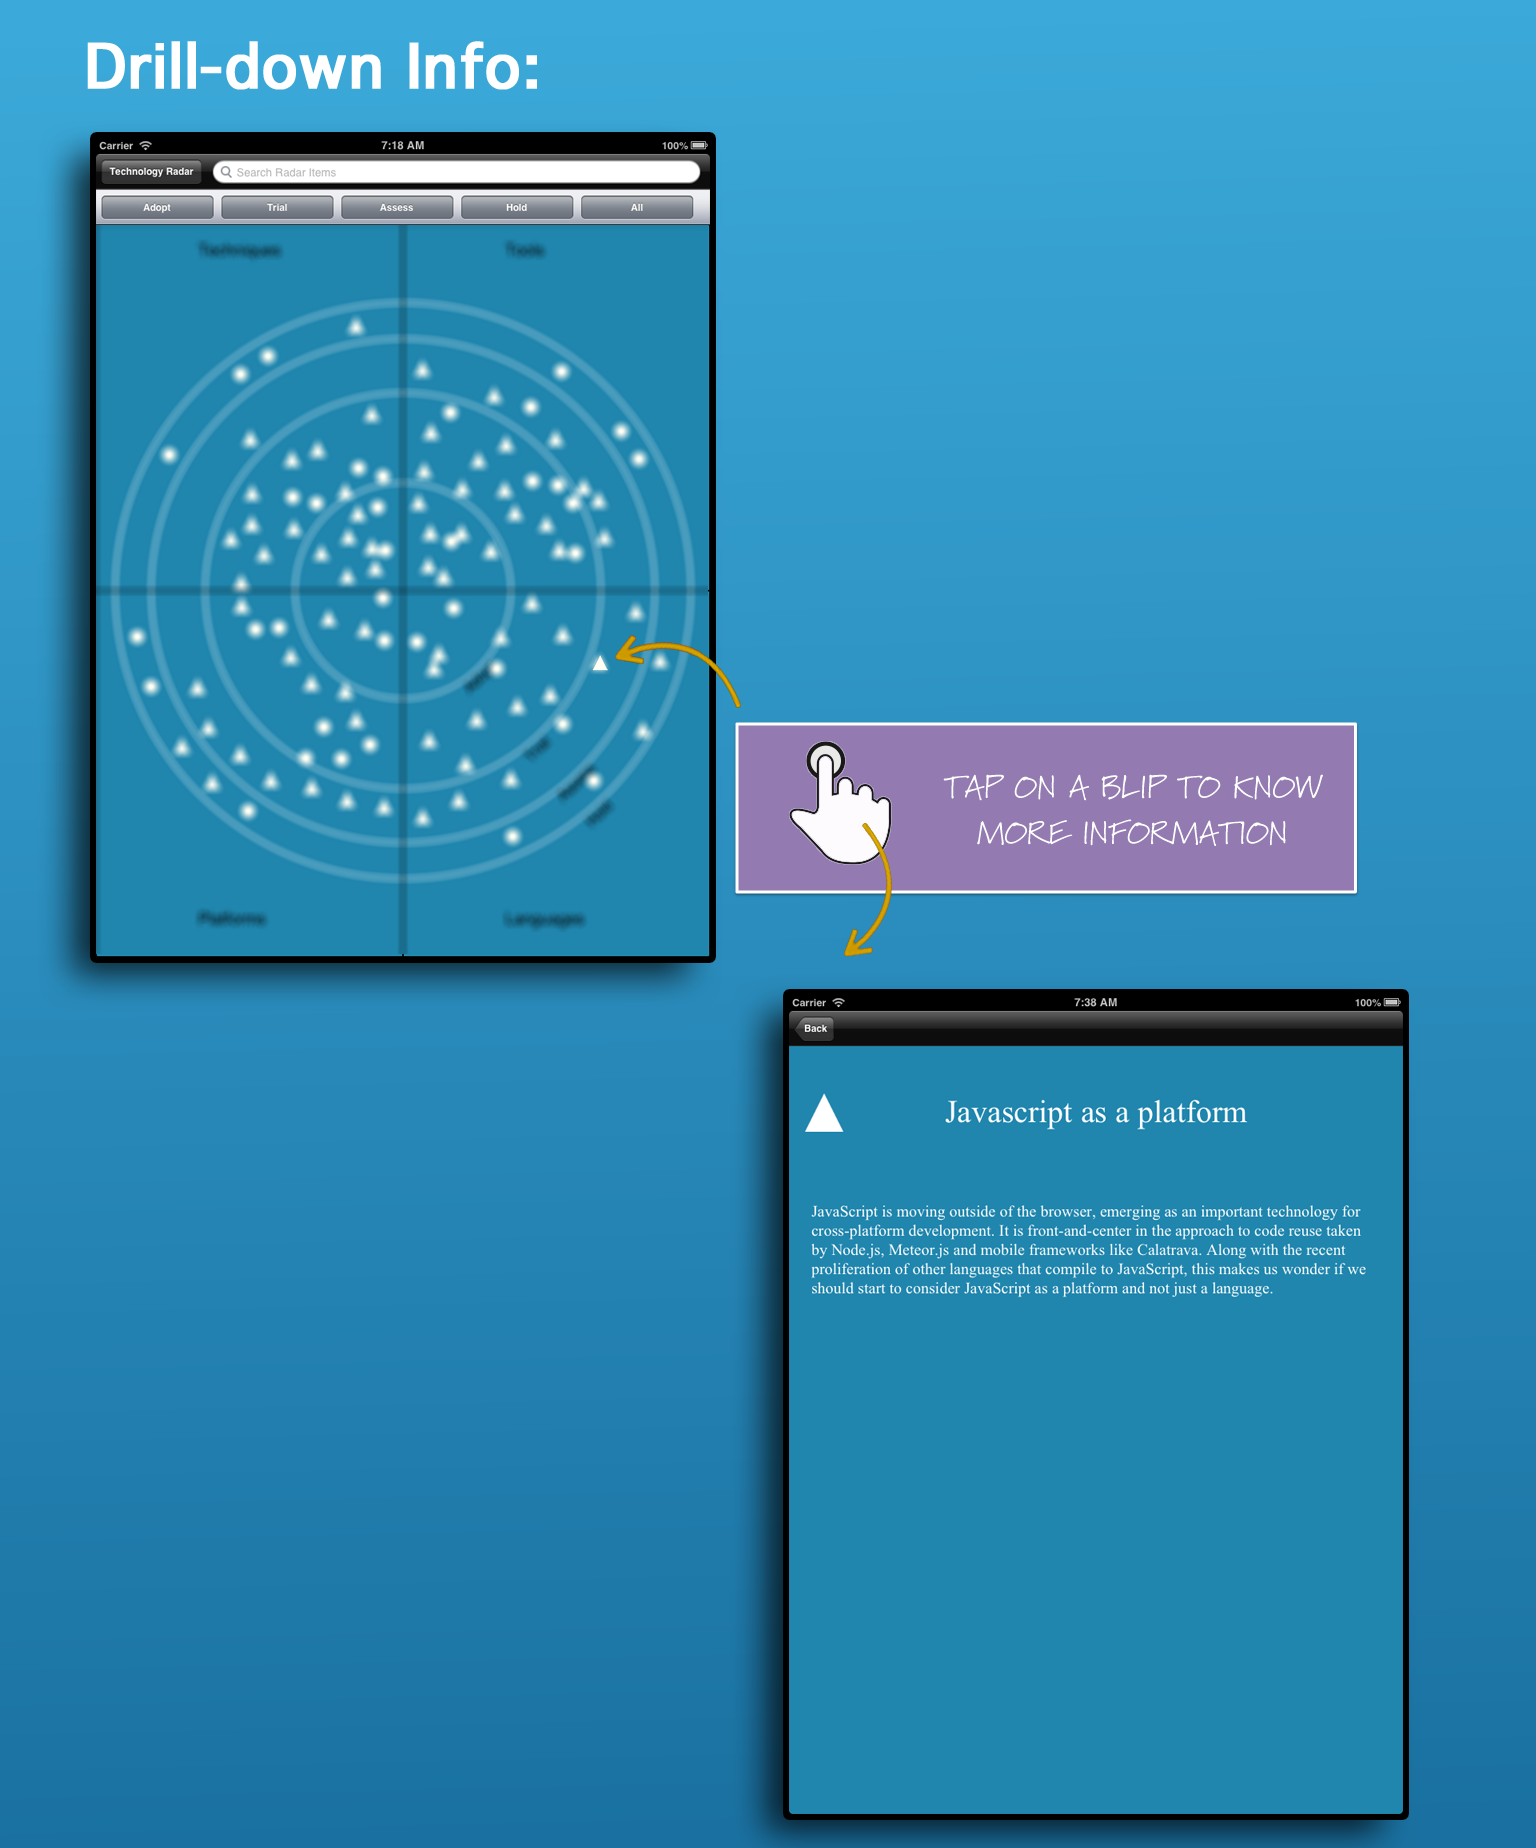 Drill-down Info:
Carrier 7:18 AM 100%
Technology Radar Search Radar Items
Adopt Trial Assess Hold All
Techniques Tools
Platforms Languages
TAP ON A BLIP TO KNOW
MORE INFORMATION
Carrier 7:38 AM 100%
Back
Javascript as a platform
JavaScript is moving outside of the browser, emerging as an important technology for
cross-platform development. It is front-and-center in the approach to code reuse taken
by Node.js, Meteor.js and mobile frameworks like Calatrava. Along with the recent
proliferation of other languages that compile to JavaScript, this makes us wonder if we
should start to consider JavaScript as a platform and not just a language.